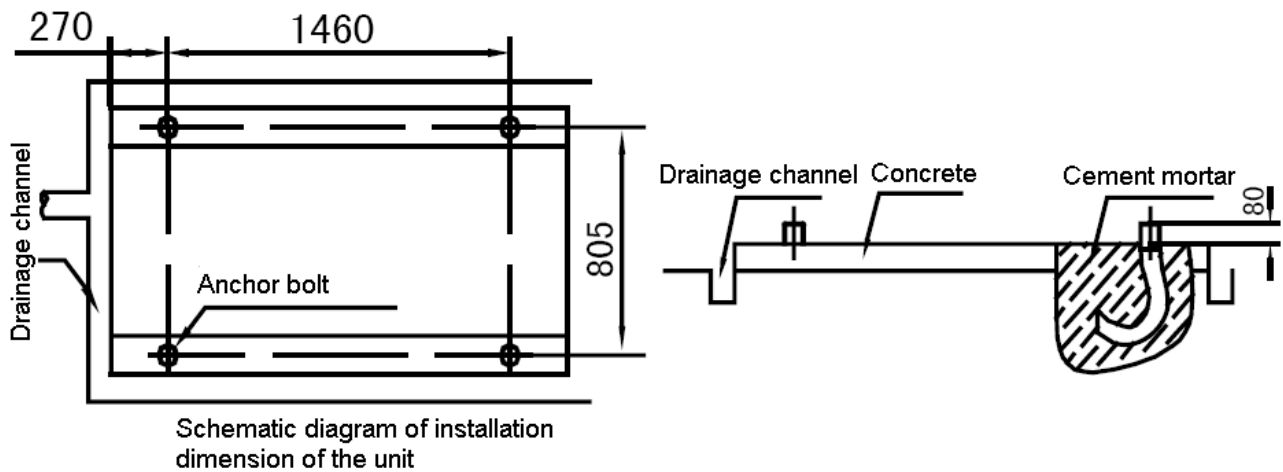 270
1460
805
Drainage channel
Anchor bolt
Schematic diagram of installation
dimension of the unit
Drainage channel
Concrete
Cement mortar
80